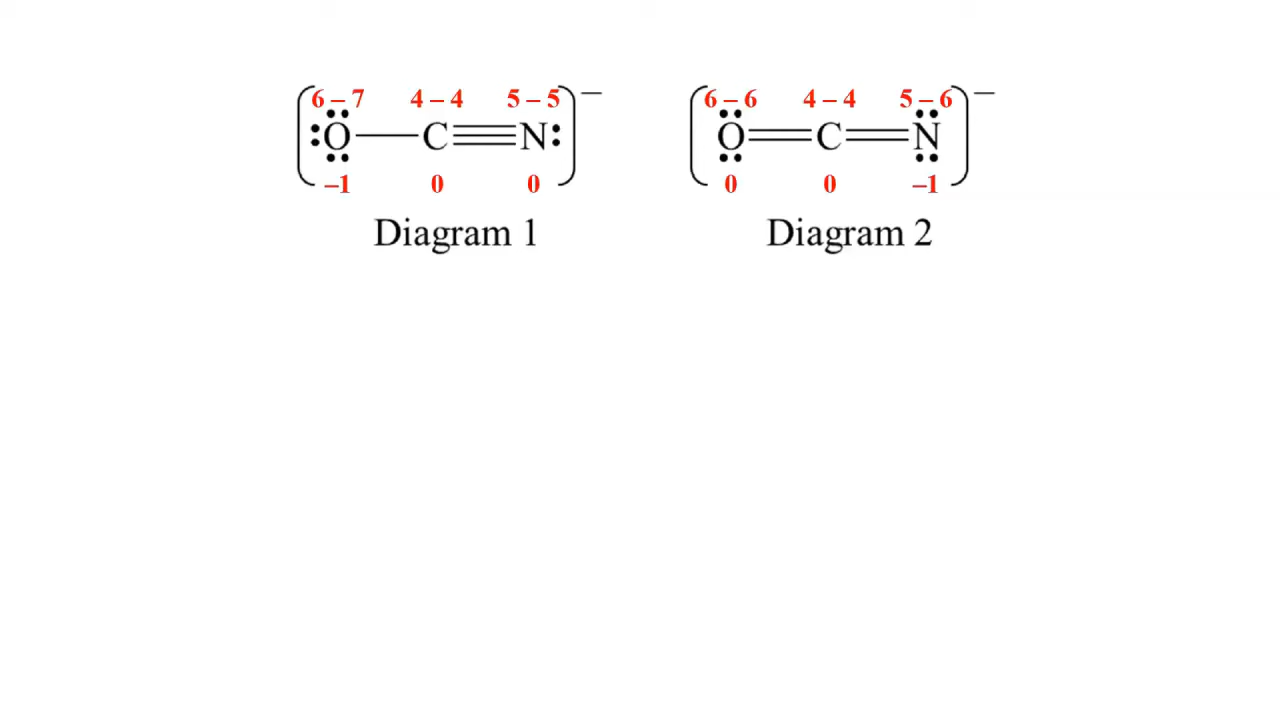 6 – 7 4 – 4 5 – 5 –
:O — C ≡ N:
–1 0 0
Diagram 1
6 – 6 4 – 4 5 – 6 –
O = C = N
0 0 –1
Diagram 2